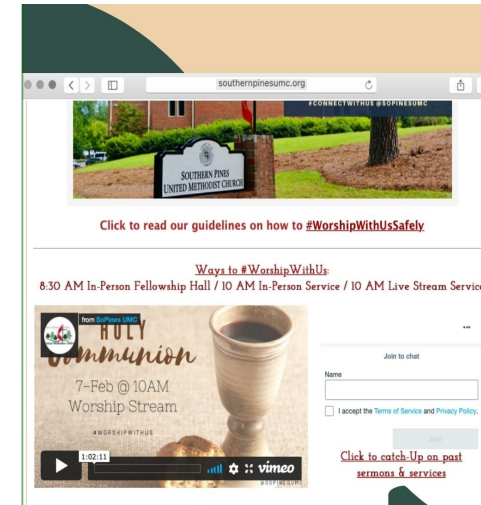 southernpinesumc.org
#CONNECTWITHUS @SOPINESUMC
SOUTHERN PINES
UNITED METHODIST CHURCH
Click to read our guidelines on how to #WorshipWithUsSafely
Ways to #WorshipWithUs:
8:30 AM In-Person Fellowship Hall / 10 AM In-Person Service / 10 AM Live Stream Service
from SoPines UMC
HOLY
Communion
7-Feb @ 10AM
Worship Stream
#WORSHIPWITHUS
1:02:11
vimeo
@SOPINESUMC
Join to chat
Name
I accept the Terms of Service and Privacy Policy.
Join
Click to catch-Up on past
sermons & services